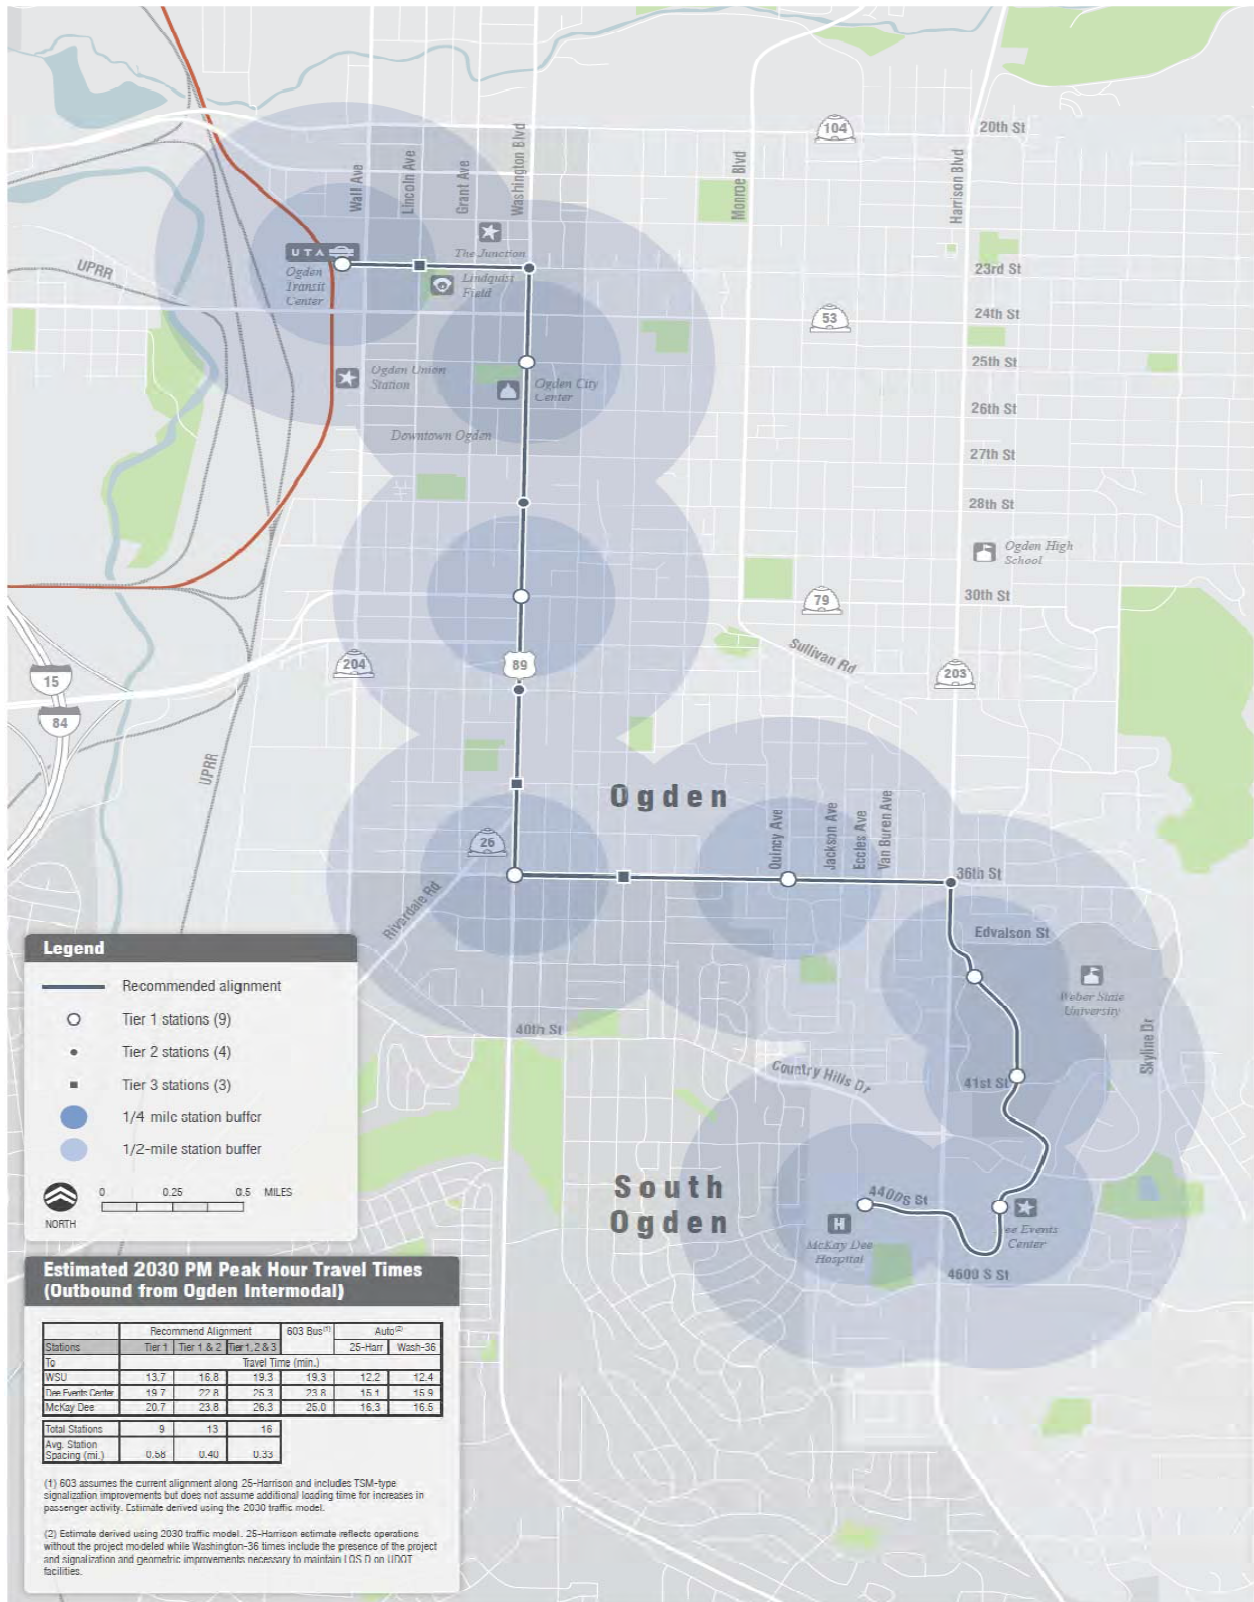 104
20th St
Wall Ave
Lincoln Ave
Grant Ave
Washington Blvd
Monroe Blvd
Harrison Blvd
UTA
The Junction
Ogden
Transit
Center
Lindquist
Field
UPRR
23rd St
53
24th St
25th St
Ogden Union
Station
Ogden City
Center
26th St
Downtown Ogden
27th St
28th St
Ogden High
School
79
30th St
Sullivan Rd
204
89
203
15
84
UPRR
Ogden
Quincy Ave
Jackson Ave
Eccles Ave
Van Buren Ave
26
36th St
Riverdale Rd
Edvalson St
Weber State
University
40th St
Skyline Dr
Country Hills Dr
41st St
South
Ogden
4400 S St
McKay Dee
Hospital
Dee Events
Center
4600 S St
Legend
Recommended alignment
Tier 1 stations (9)
Tier 2 stations (4)
Tier 3 stations (3)
1/4 mile station buffer
1/2-mile station buffer
0 0.25 0.5 MILES
NORTH
Estimated 2030 PM Peak Hour Travel Times
(Outbound from Ogden Intermodal)
Recommend Alignment 603 Bus(1) Auto(2)
Stations Tier 1 Tier 1 & 2 Tier 1, 2 & 3 25-Harr Wash-36
To Travel Time (min.)
WSU 13.7 16.8 19.3 19.3 12.2 12.4
Dee Events Center 19.7 22.8 25.3 23.8 15.1 15.9
McKay Dee 20.7 23.8 26.3 25.0 16.3 16.5
Total Stations 9 13 16
Avg. Station
Spacing (mi.) 0.58 0.40 0.33
(1) 603 assumes the current alignment along 25-Harrison and includes TSM-type
signalization improvements but does not assume additional loading time for increases in
passenger activity. Estimate derived using the 2030 traffic model.
(2) Estimate derived using 2030 traffic model. 25-Harrison estimate reflects operations
without the project modeled while Washington-36 times include the presence of the project
and signalization and geometric improvements necessary to maintain LOS D on UDOT
facilities.